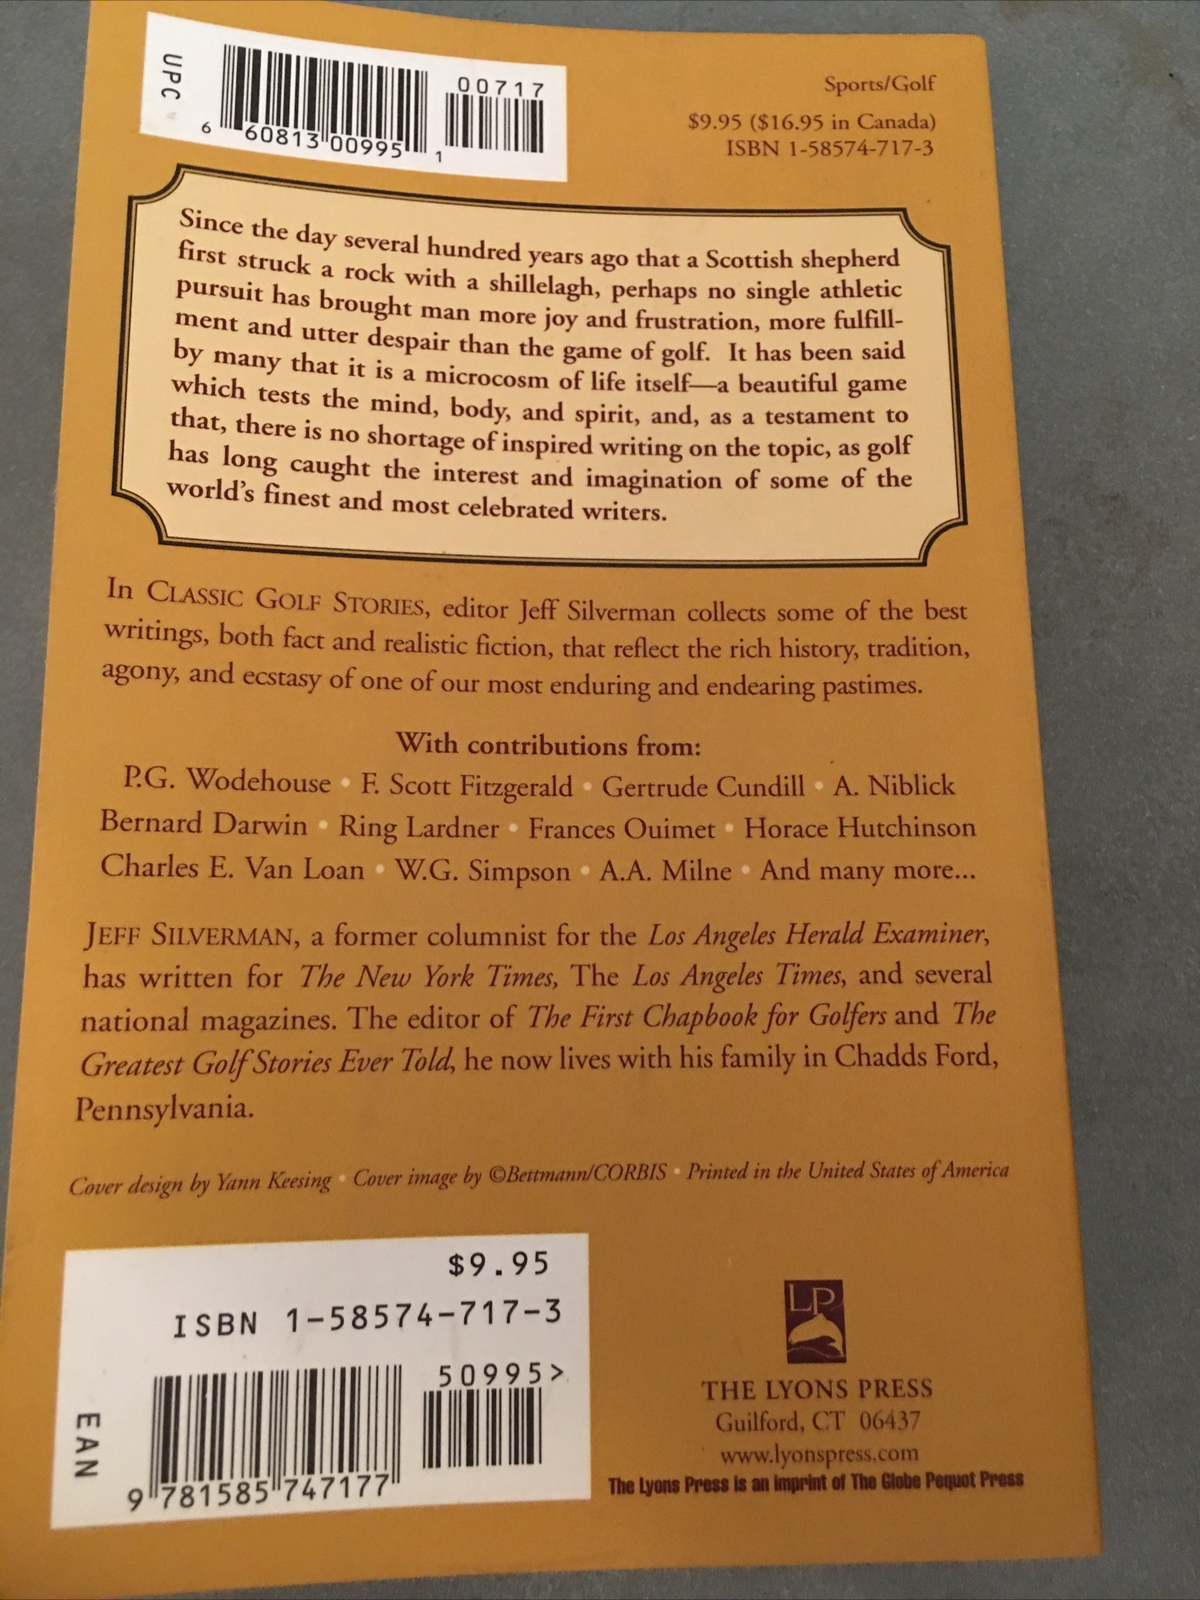 UPC
6 60813 00995 1
00717
Sports/Golf
$9.95 ($16.95 in Canada)
ISBN 1-58574-717-3
Since the day several hundred years ago that a Scottish shepherd
first struck a rock with a shillelagh, perhaps no single athletic
pursuit has brought man more joy and frustration, more fulfill-
ment and utter despair than the game of golf. It has been said
by many that it is a microcosm of life itself—a beautiful game
which tests the mind, body, and spirit, and, as a testament to
that, there is no shortage of inspired writing on the topic, as golf
has long caught the interest and imagination of some of the
world's finest and most celebrated writers.
In CLASSIC GOLF STORIES, editor Jeff Silverman collects some of the best
writings, both fact and realistic fiction, that reflect the rich history, tradition,
agony, and ecstasy of one of our most enduring and endearing pastimes.
With contributions from:
P.G. Wodehouse • F. Scott Fitzgerald • Gertrude Cundill • A. Niblick
Bernard Darwin • Ring Lardner • Frances Ouimet • Horace Hutchinson
Charles E. Van Loan • W.G. Simpson • A.A. Milne • And many more...
JEFF SILVERMAN, a former columnist for the Los Angeles Herald Examiner,
has written for The New York Times, The Los Angeles Times, and several
national magazines. The editor of The First Chapbook for Golfers and The
Greatest Golf Stories Ever Told, he now lives with his family in Chadds Ford,
Pennsylvania.
Cover design by Yann Keesing • Cover image by ©Bettmann/CORBIS • Printed in the United States of America
$9.95
ISBN 1-58574-717-3
50995>
EAN
9 781585 747177
LP
THE LYONS PRESS
Guilford, CT 06437
www.lyonspress.com
The Lyons Press is an imprint of The Globe Pequot Press